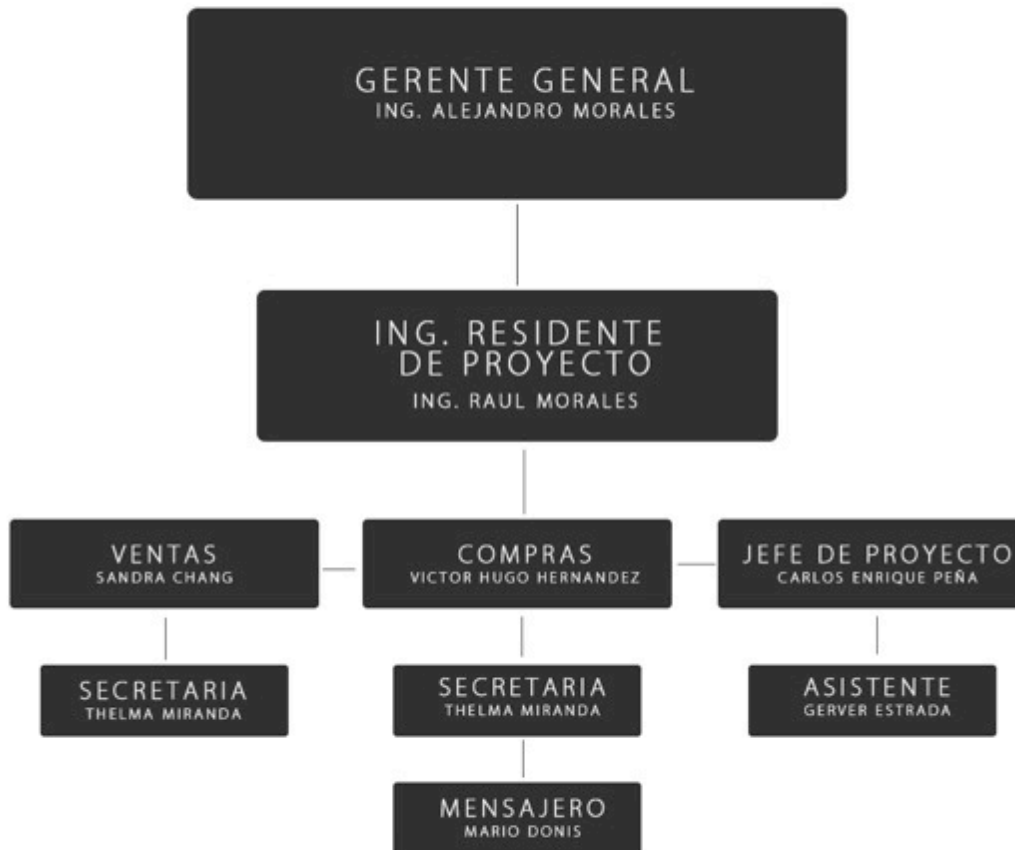 GERENTE GENERAL
ING. ALEJANDRO MORALES
ING. RESIDENTE
DE PROYECTO
ING. RAUL MORALES
VENTAS
SANDRA CHANG
COMPRAS
VICTOR HUGO HERNANDEZ
JEFE DE PROYECTO
CARLOS ENRIQUE PEÑA
SECRETARIA
THELMA MIRANDA
SECRETARIA
THELMA MIRANDA
ASISTENTE
GERVER ESTRADA
MENSAJERO
MARIO DONIS